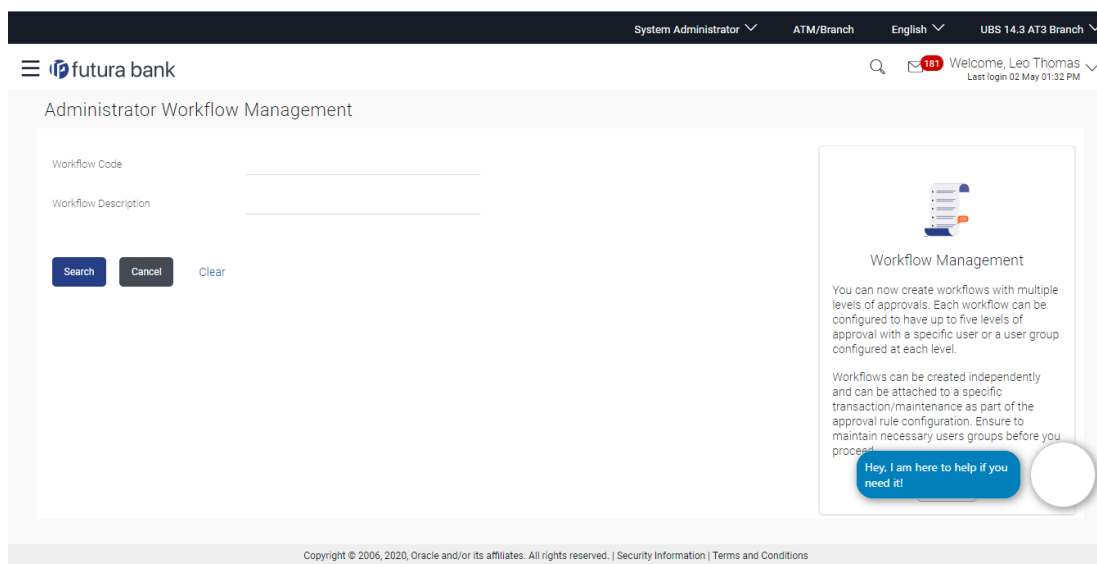 System Administrator ATM/Branch English UBS 14.3 AT3 Branch
futura bank
181 Welcome, Leo Thomas
Last login 02 May 01:32 PM
Administrator Workflow Management
Workflow Code
Workflow Description
Search Cancel Clear
Workflow Management
You can now create workflows with multiple
levels of approvals. Each workflow can be
configured to have up to five levels of
approval with a specific user or a user group
configured at each level.
Workflows can be created independently
and can be attached to a specific
transaction/maintenance as part of the
approval rule configuration. Ensure to
maintain necessary users groups before you
proceed
Hey, I am here to help if you
need it!
Copyright © 2006, 2020, Oracle and/or its affiliates. All rights reserved. | Security Information | Terms and Conditions